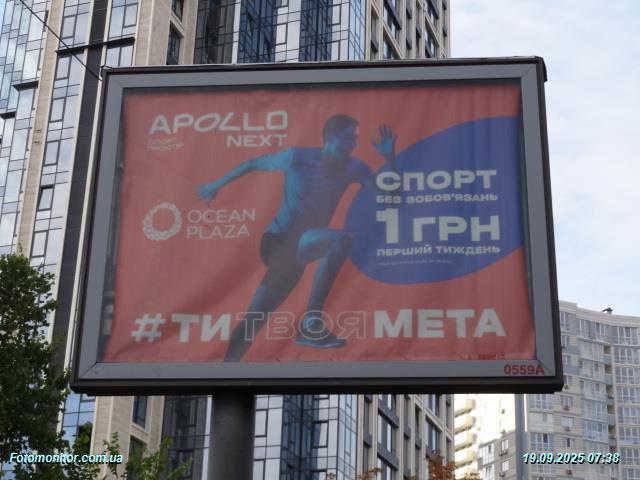 APOLLO
NEXT
СПОРТ
ПРОСТІР
OCEAN
PLAZA
СПОРТ
БЕЗ ЗОБОВ'ЯЗАНЬ
1 ГРН
ПЕРШИЙ ТИЖДЕНЬ
#ТИТВОЯМЕТА
0559A
Fotomonitor.com.ua
19.09.2025 07:38